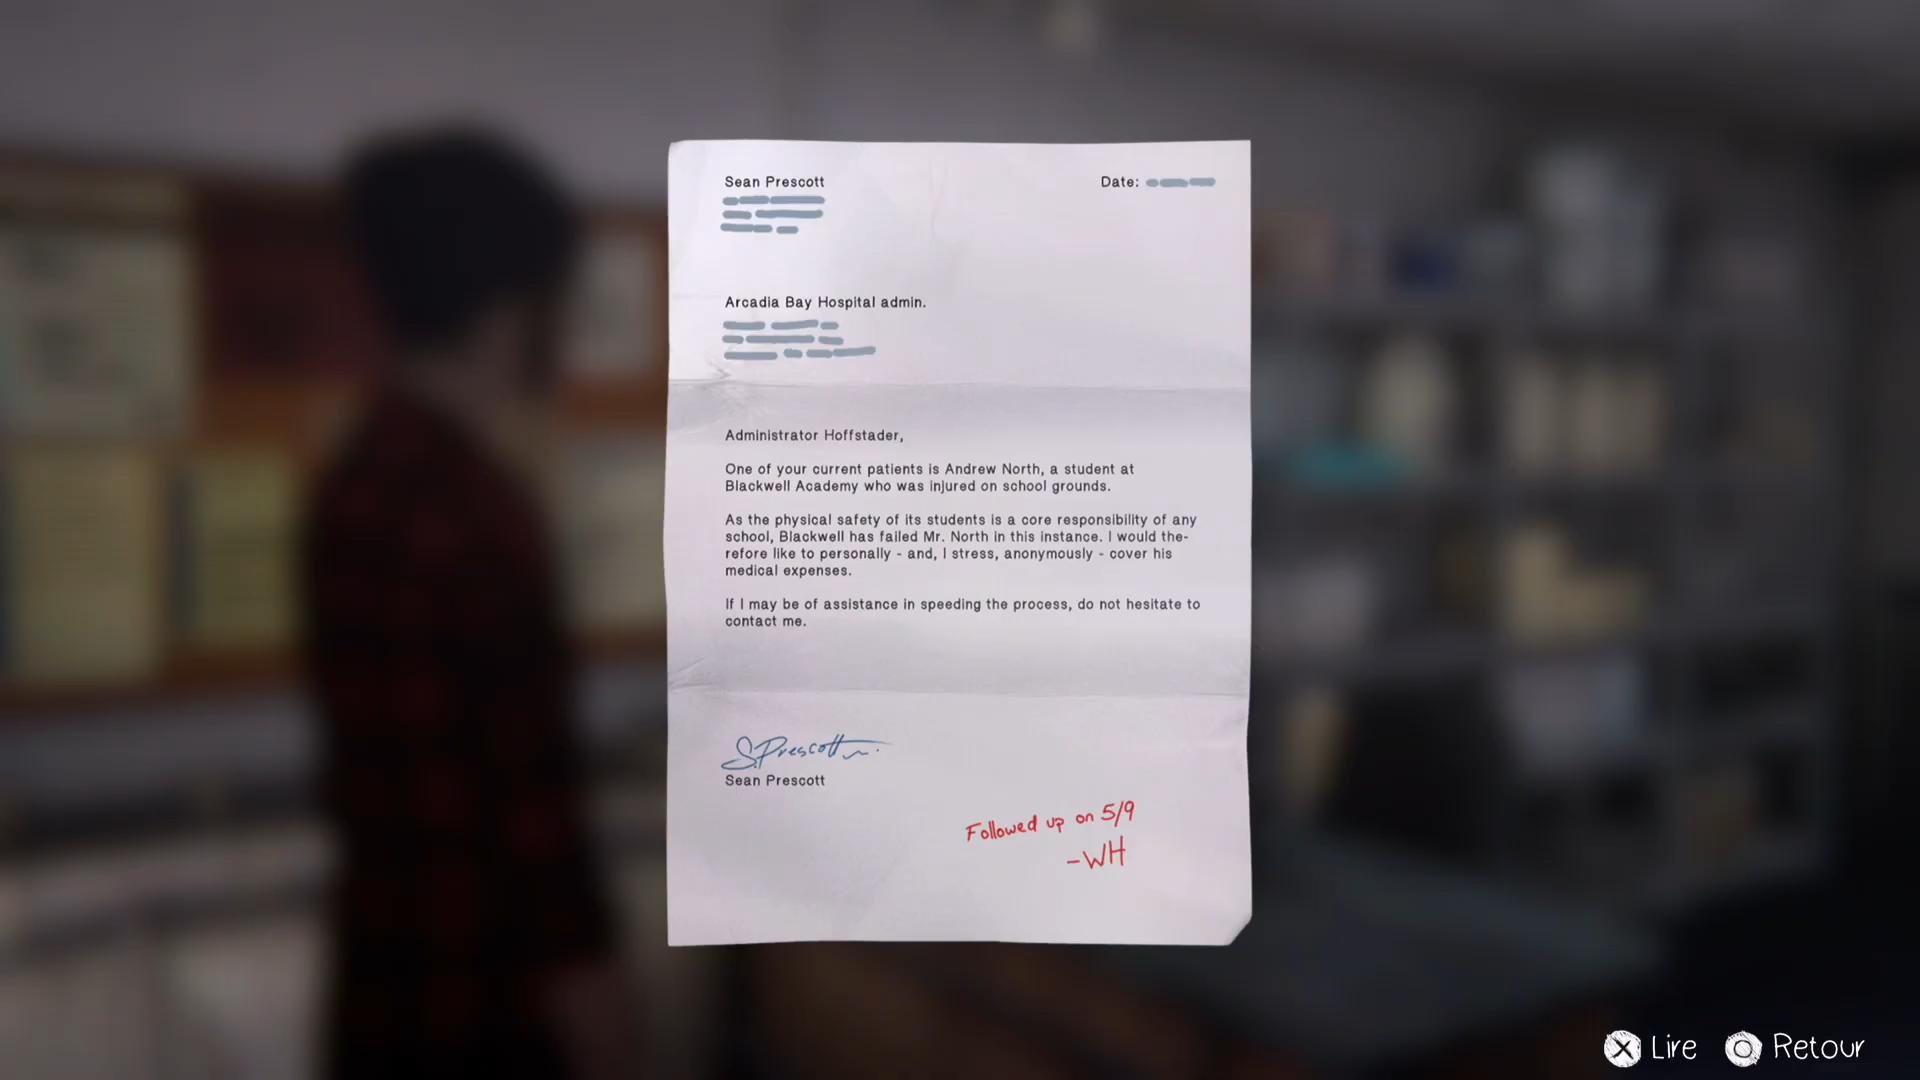 Sean Prescott
Date:
Arcadia Bay Hospital admin.
Administrator Hoffstader,
One of your current patients is Andrew North, a student at
Blackwell Academy who was injured on school grounds.
As the physical safety of its students is a core responsibility of any
school, Blackwell has failed Mr. North in this instance. I would the-
refore like to personally - and, I stress, anonymously - cover his
medical expenses.
If I may be of assistance in speeding the process, do not hesitate to
contact me.
S.Prescott
Sean Prescott
Followed up on 5/9
-WH
Lire
Retour